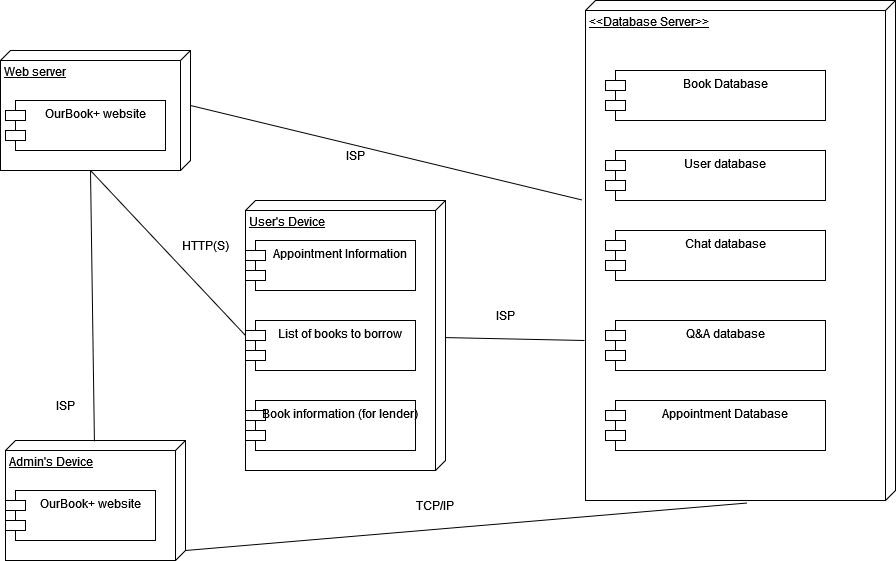 <<Database Server>>
Web server
Book Database
OurBook+ website
ISP
User database
User's Device
HTTP(S)
Appointment Information
Chat database
ISP
List of books to borrow
Q&A database
ISP
Book information (for lender)
Appointment Database
Admin's Device
OurBook+ website
TCP/IP